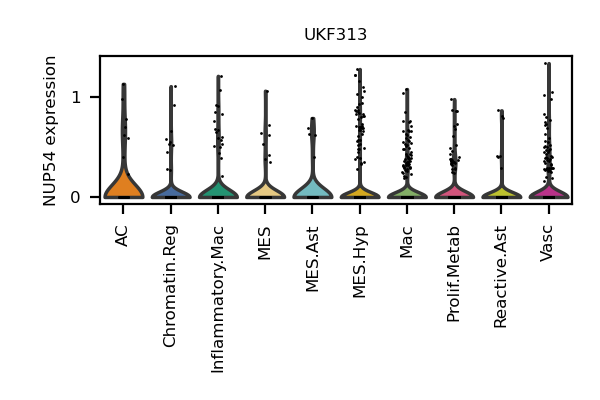 UKF313
NUP54 expression
1
0
AC
Chromatin.Reg
Inflammatory.Mac
MES
MES.Ast
MES.Hyp
Mac
Prolif.Metab
Reactive.Ast
Vasc